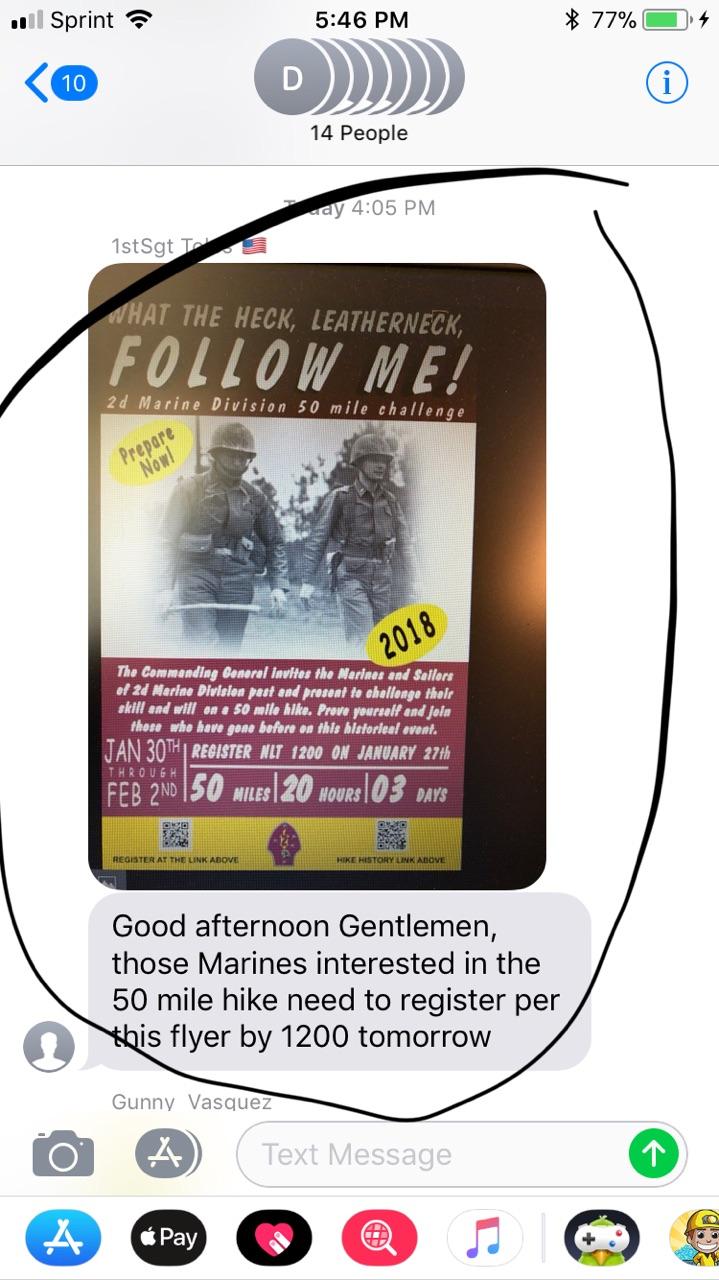 Sprint 5:46 PM 77%
10
D
14 People
Today 4:05 PM
1stSgt
WHAT THE HECK, LEATHERNECK,
FOLLOW ME!
2d Marine Division 50 mile challenge
Prepare
Now!
2018
The Commanding General invites the Marines and Sailors
of 2d Marine Division past and present to challenge their
skill and will on a 50 mile hike. Prove yourself and join
those who have gone before on this historical event.
JAN 30TH
THROUGH
FEB 2ND
REGISTER NLT 1200 ON JANUARY 27th
50 MILES 20 HOURS 03 DAYS
REGISTER AT THE LINK ABOVE
HIKE HISTORY LINK ABOVE
Good afternoon Gentlemen,
those Marines interested in the
50 mile hike need to register per
this flyer by 1200 tomorrow
Gunny Vasquez
Text Message
Pay